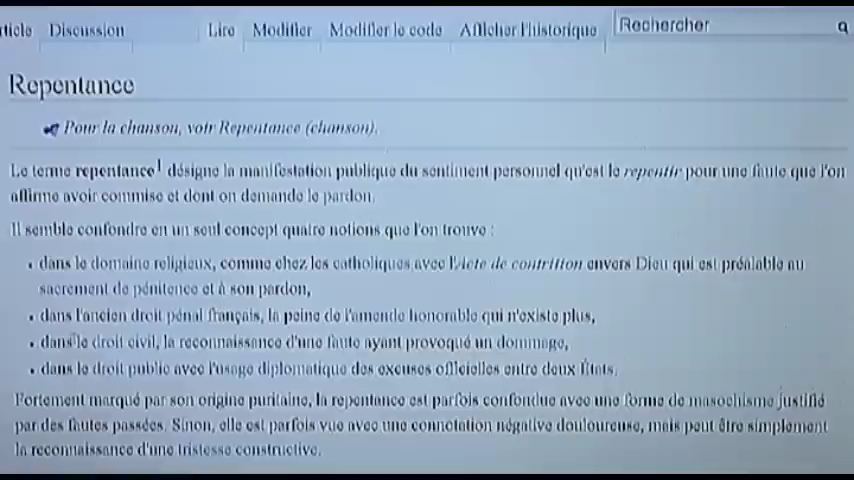 rticle Discussion Lire Modifier Modifier le code Afficher l'historique Rechercher
Repentance
Pour la chanson, voir Repentance (chanson).
Le terme repentance1 désigne la manifestation publique du sentiment personnel qu'est le repentir pour une faute que l'on
affirme avoir commise et dont on demande le pardon.
Il semble confondre en un seul concept quatre notions que l'on trouve :
• dans le domaine religieux, comme chez les catholiques avec l'Acte de contrition envers Dieu qui est préalable au
sacrement de pénitence et à son pardon,
• dans l'ancien droit pénal français, la peine de l'amende honorable qui n'existe plus,
• dans le droit civil, la reconnaissance d'une faute ayant provoqué un dommage,
• dans le droit public avec l'usage diplomatique des excuses officielles entre deux États.
Fortement marqué par son origine puritaine, la repentance est parfois confondue avec une forme de masochisme justifié
par des fautes passées. Sinon, elle est parfois vue avec une connotation négative douloureuse, mais peut être simplement
la reconnaissance d'une tristesse constructive.